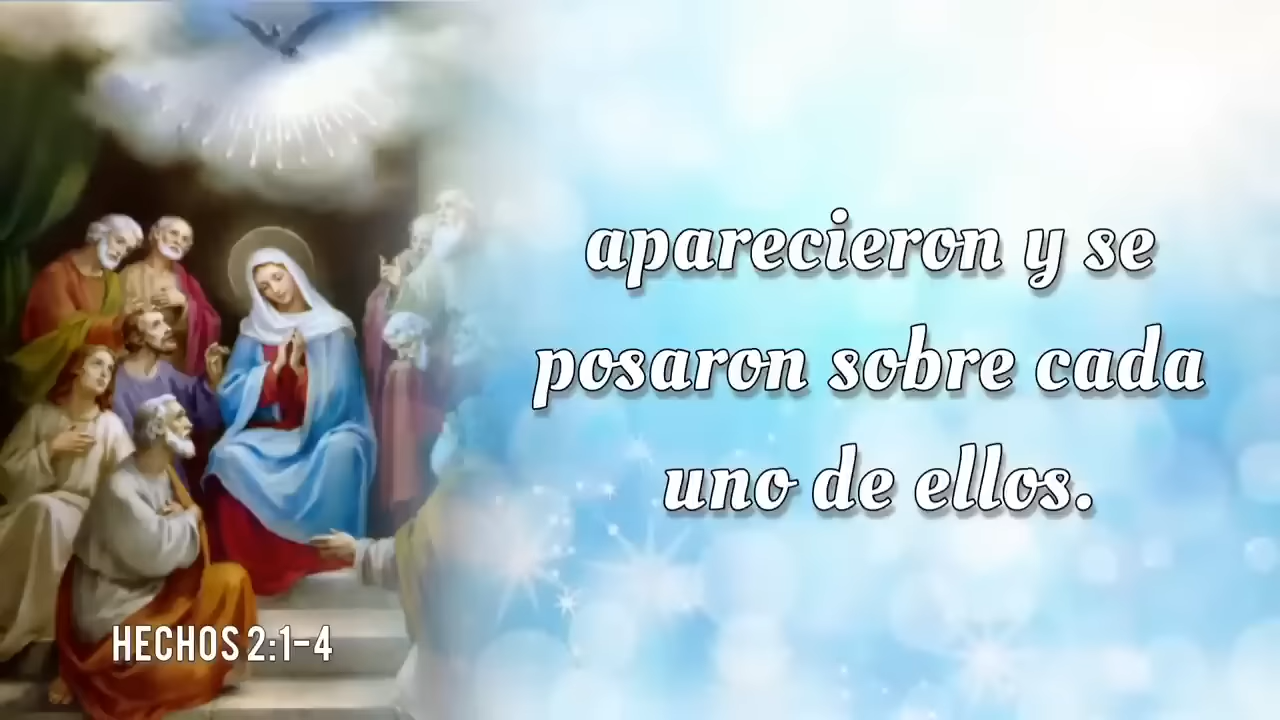 aparecieron y se
posaron sobre cada
uno de ellos.
HECHOS 2:1-4